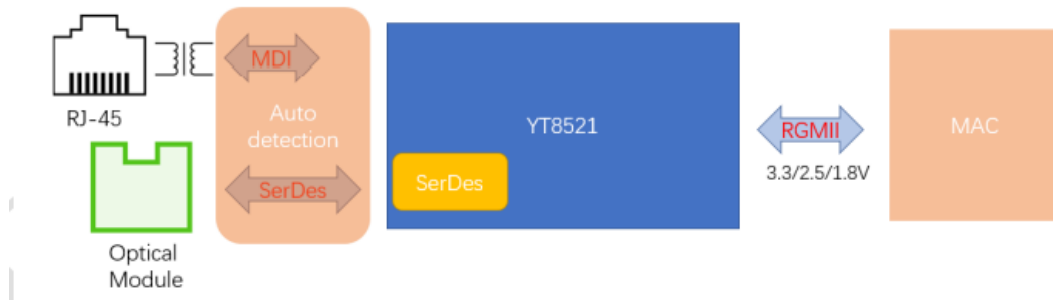 MDI
RJ-45
Auto
detection
YT8521
RGMII
MAC
3.3/2.5/1.8V
SerDes
SerDes
Optical
Module